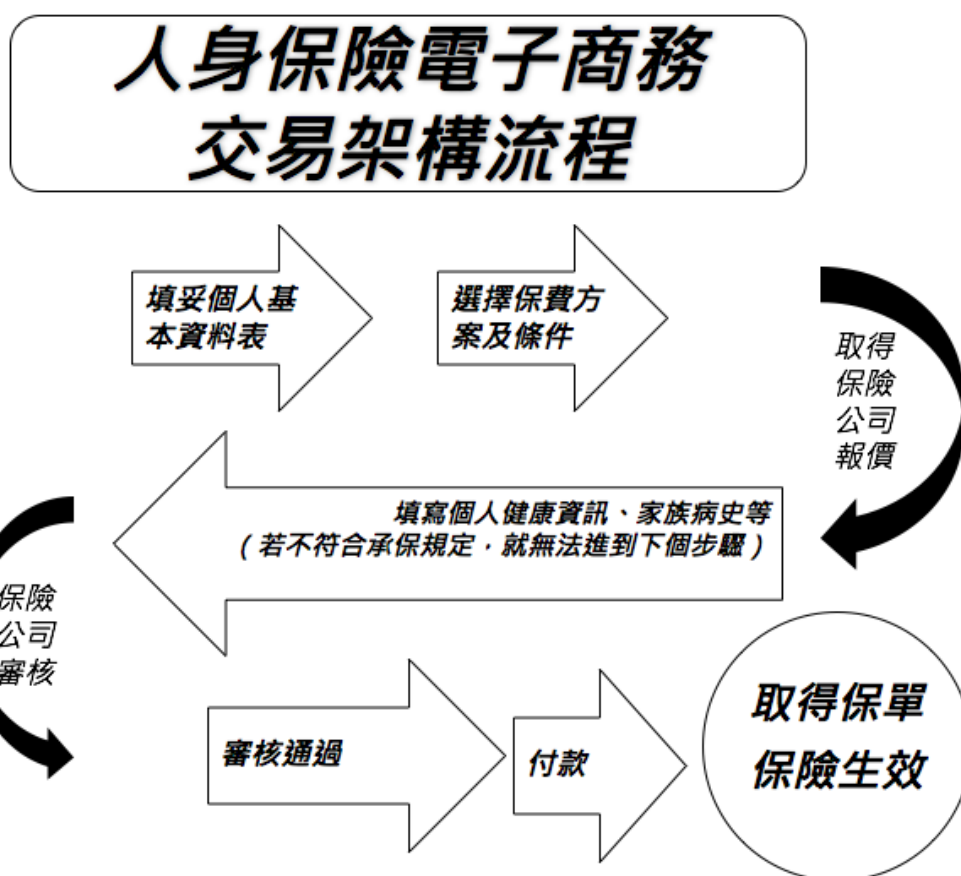 人身保險電子商務
交易架構流程
填妥個人基
本資料表
選擇保費方
案及條件
取得
保險
公司
報價
填寫個人健康資訊、家族病史等
(若不符合承保規定,就無法進到下個步驟)
保險
公司
審核
審核通過
付款
取得保單
保險生效